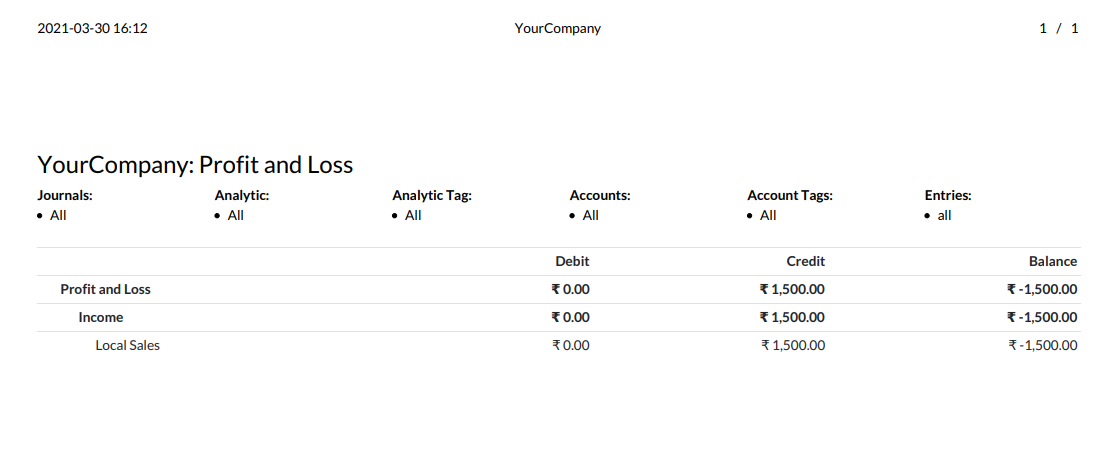 2021-03-30 16:12 YourCompany 1 / 1
YourCompany: Profit and Loss
Journals: Analytic: Analytic Tag: Accounts: Account Tags: Entries:
• All • All • All • All • All • all
Debit Credit Balance
Profit and Loss ₹ 0.00 ₹ 1,500.00 ₹ -1,500.00
Income ₹ 0.00 ₹ 1,500.00 ₹ -1,500.00
Local Sales ₹ 0.00 ₹ 1,500.00 ₹ -1,500.00